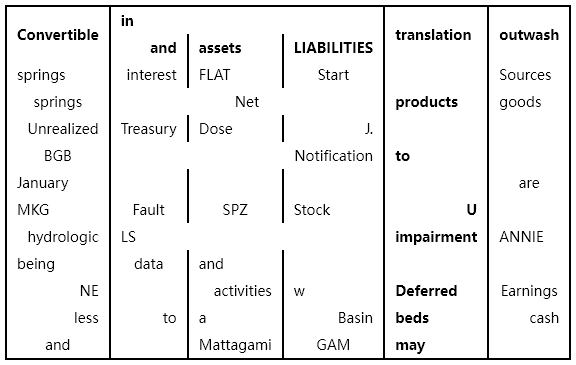 Convertible in translation outwash
and assets LIABILITIES
springs interest FLAT Start Sources
springs Net products goods
Unrealized Treasury Dose J.
BGB Notification to
January are
MKG Fault SPZ Stock U
hydrologic LS impairment ANNIE
being data and
NE activities w Deferred Earnings
less to a Basin beds cash
and Mattagami GAM may